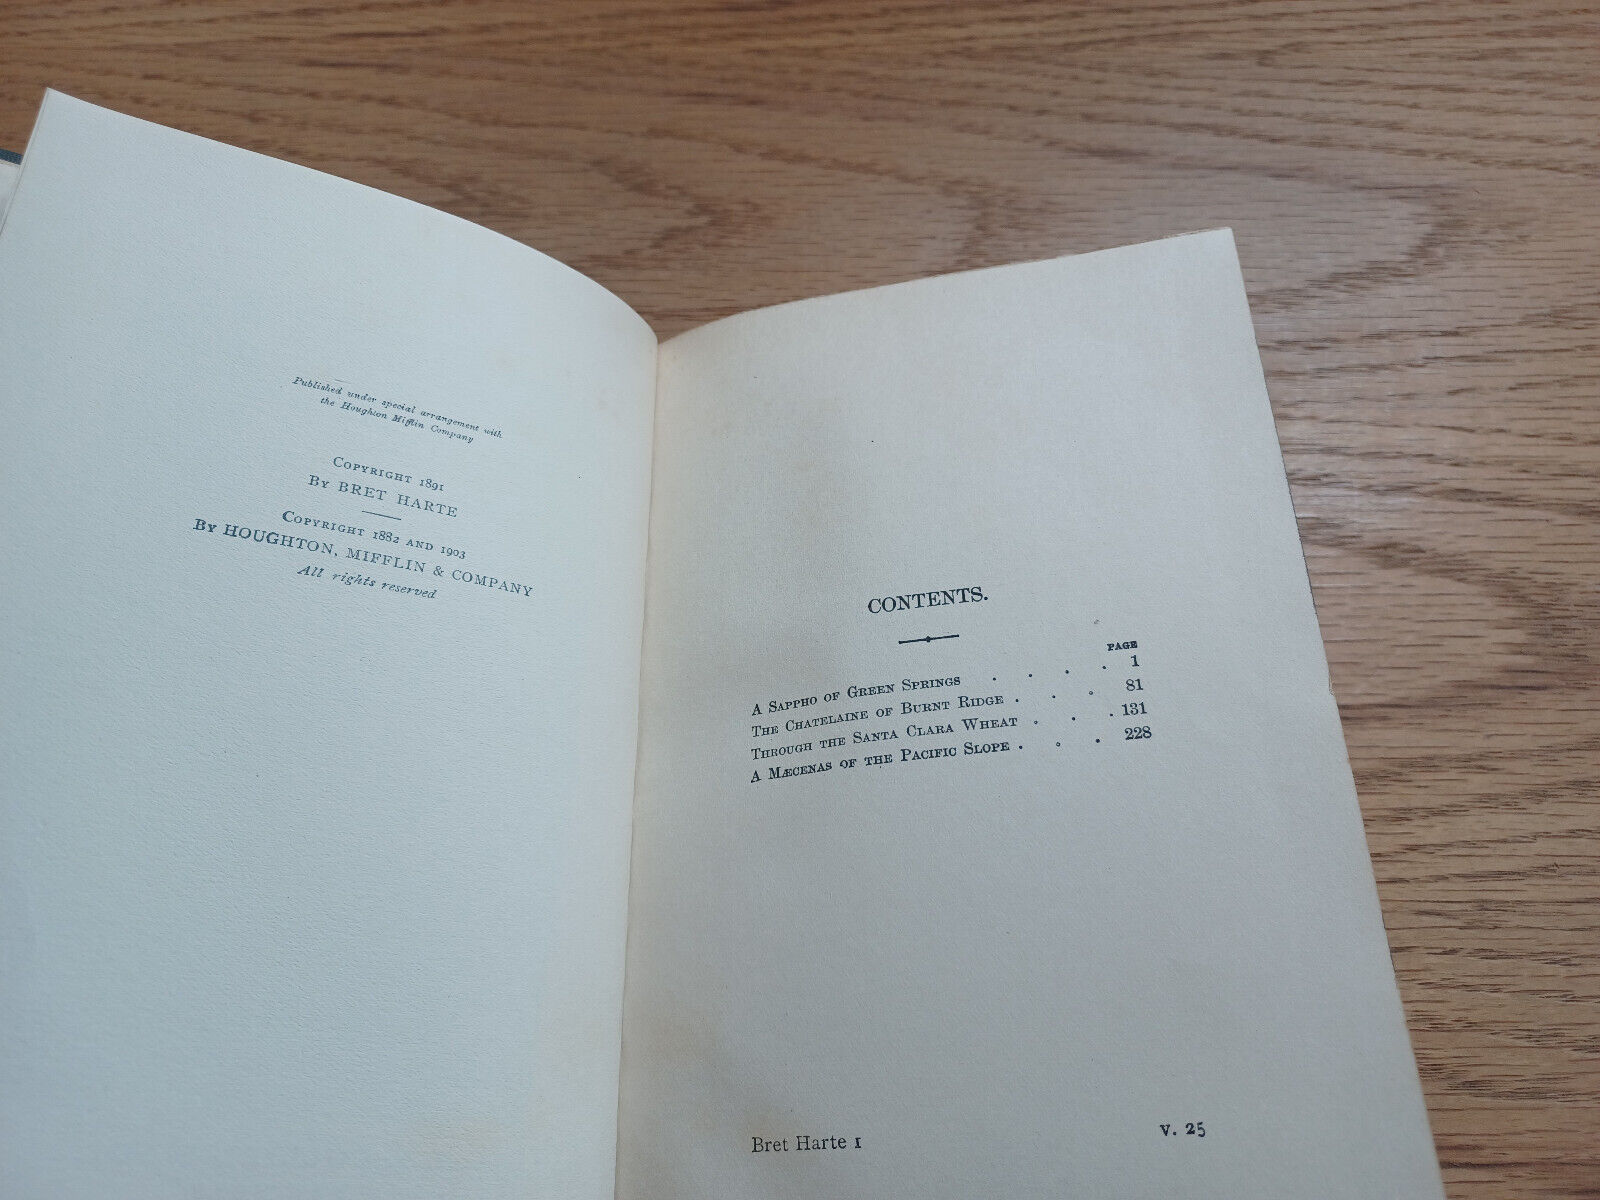 Published under special arrangement with
the Houghton Mifflin Company
COPYRIGHT 1891
BY BRET HARTE
COPYRIGHT 1882 AND 1903
BY HOUGHTON, MIFFLIN & COMPANY
All rights reserved
CONTENTS.
PAGE
A SAPPHO OF GREEN SPRINGS . . . . 1
THE CHATELAINE OF BURNT RIDGE . . . 81
THROUGH THE SANTA CLARA WHEAT . . . 131
A MÆCENAS OF THE PACIFIC SLOPE . . . 228
Bret Harte 1 V. 25